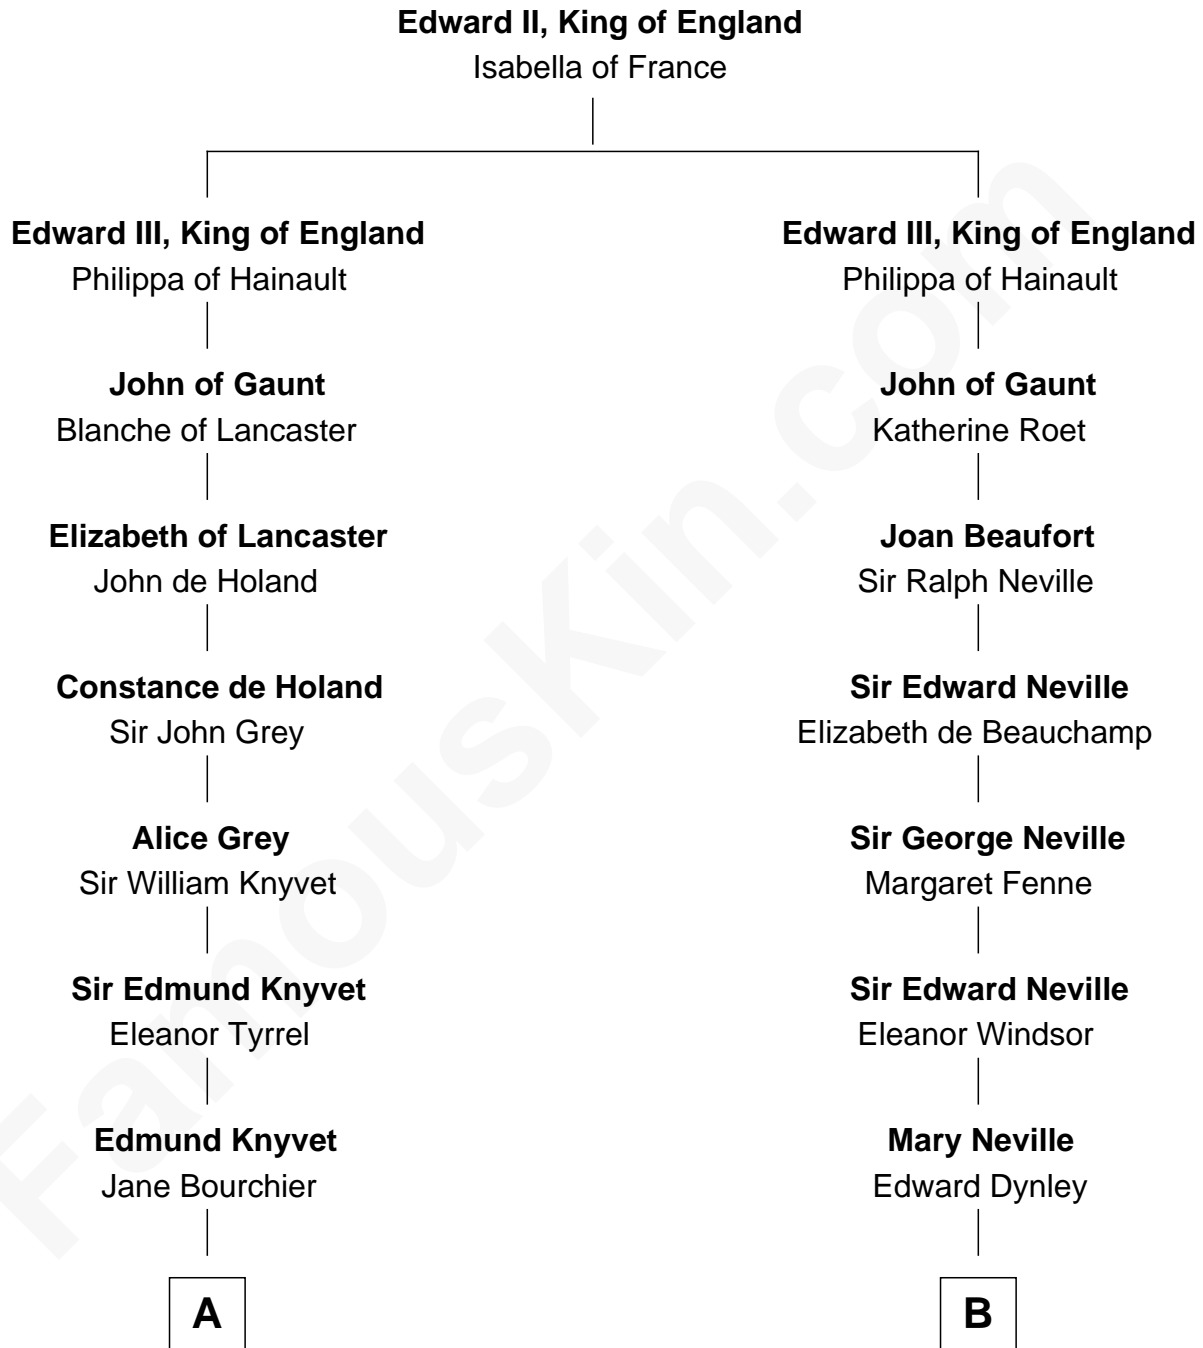 Edward II, King of England
Isabella of France
Edward III, King of England
Philippa of Hainault
Edward III, King of England
Philippa of Hainault
John of Gaunt
Blanche of Lancaster
John of Gaunt
Katherine Roet
Elizabeth of Lancaster
John de Holand
Joan Beaufort
Sir Ralph Neville
Constance de Holand
Sir John Grey
Sir Edward Neville
Elizabeth de Beauchamp
Alice Grey
Sir William Knyvet
Sir George Neville
Margaret Fenne
Sir Edmund Knyvet
Eleanor Tyrrel
Sir Edward Neville
Eleanor Windsor
Edmund Knyvet
Jane Bourchier
Mary Neville
Edward Dynley
A
B
FamousKin.com